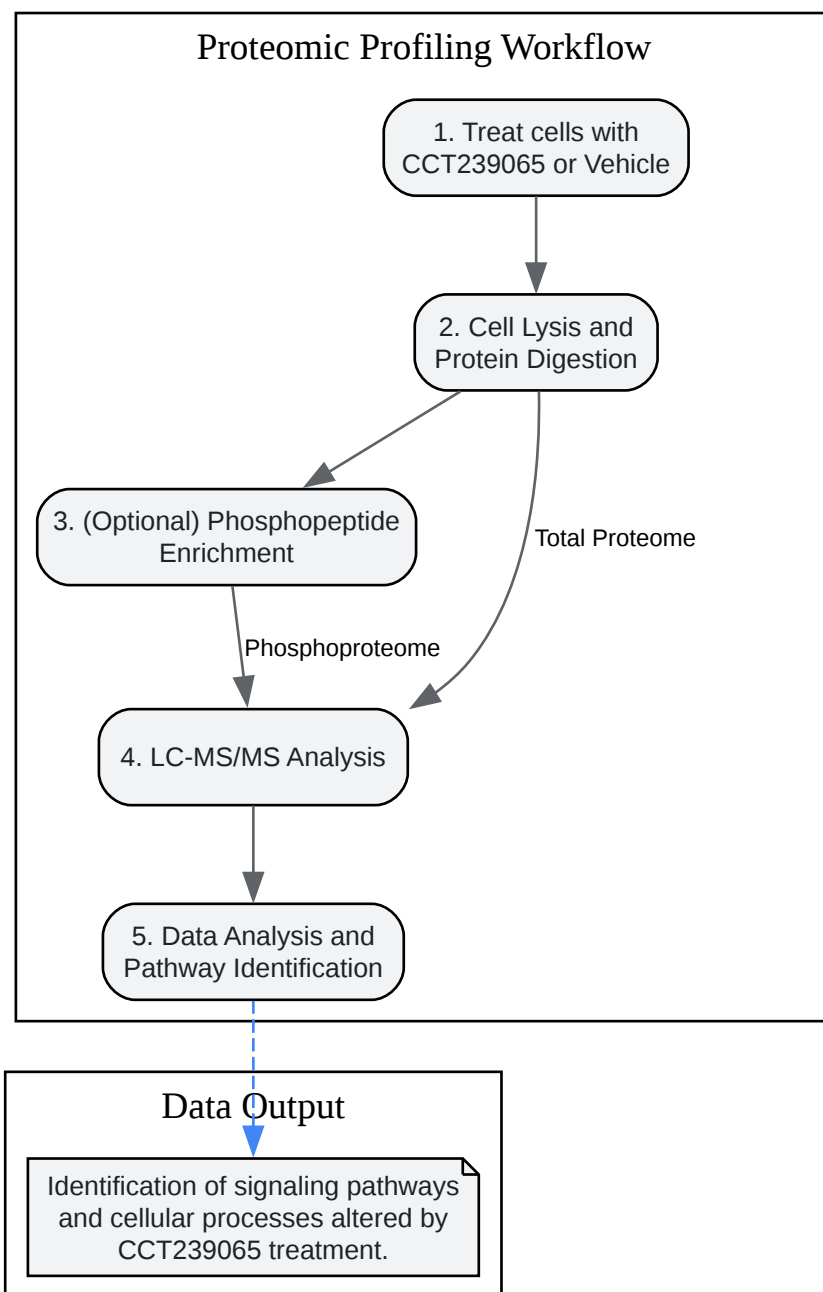 Proteomic Profiling Workflow
1. Treat cells with
CCT239065 or Vehicle
2. Cell Lysis and
Protein Digestion
3. (Optional) Phosphopeptide
Enrichment
Total Proteome
Phosphoproteome
4. LC-MS/MS Analysis
5. Data Analysis and
Pathway Identification
Data Output
Identification of signaling pathways
and cellular processes altered by
CCT239065 treatment.